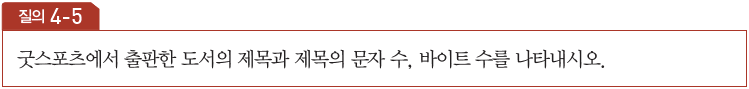 질의 4-5
굿스포츠에서 출판한 도서의 제목과 제목의 문자 수, 바이트 수를 나타내시오.